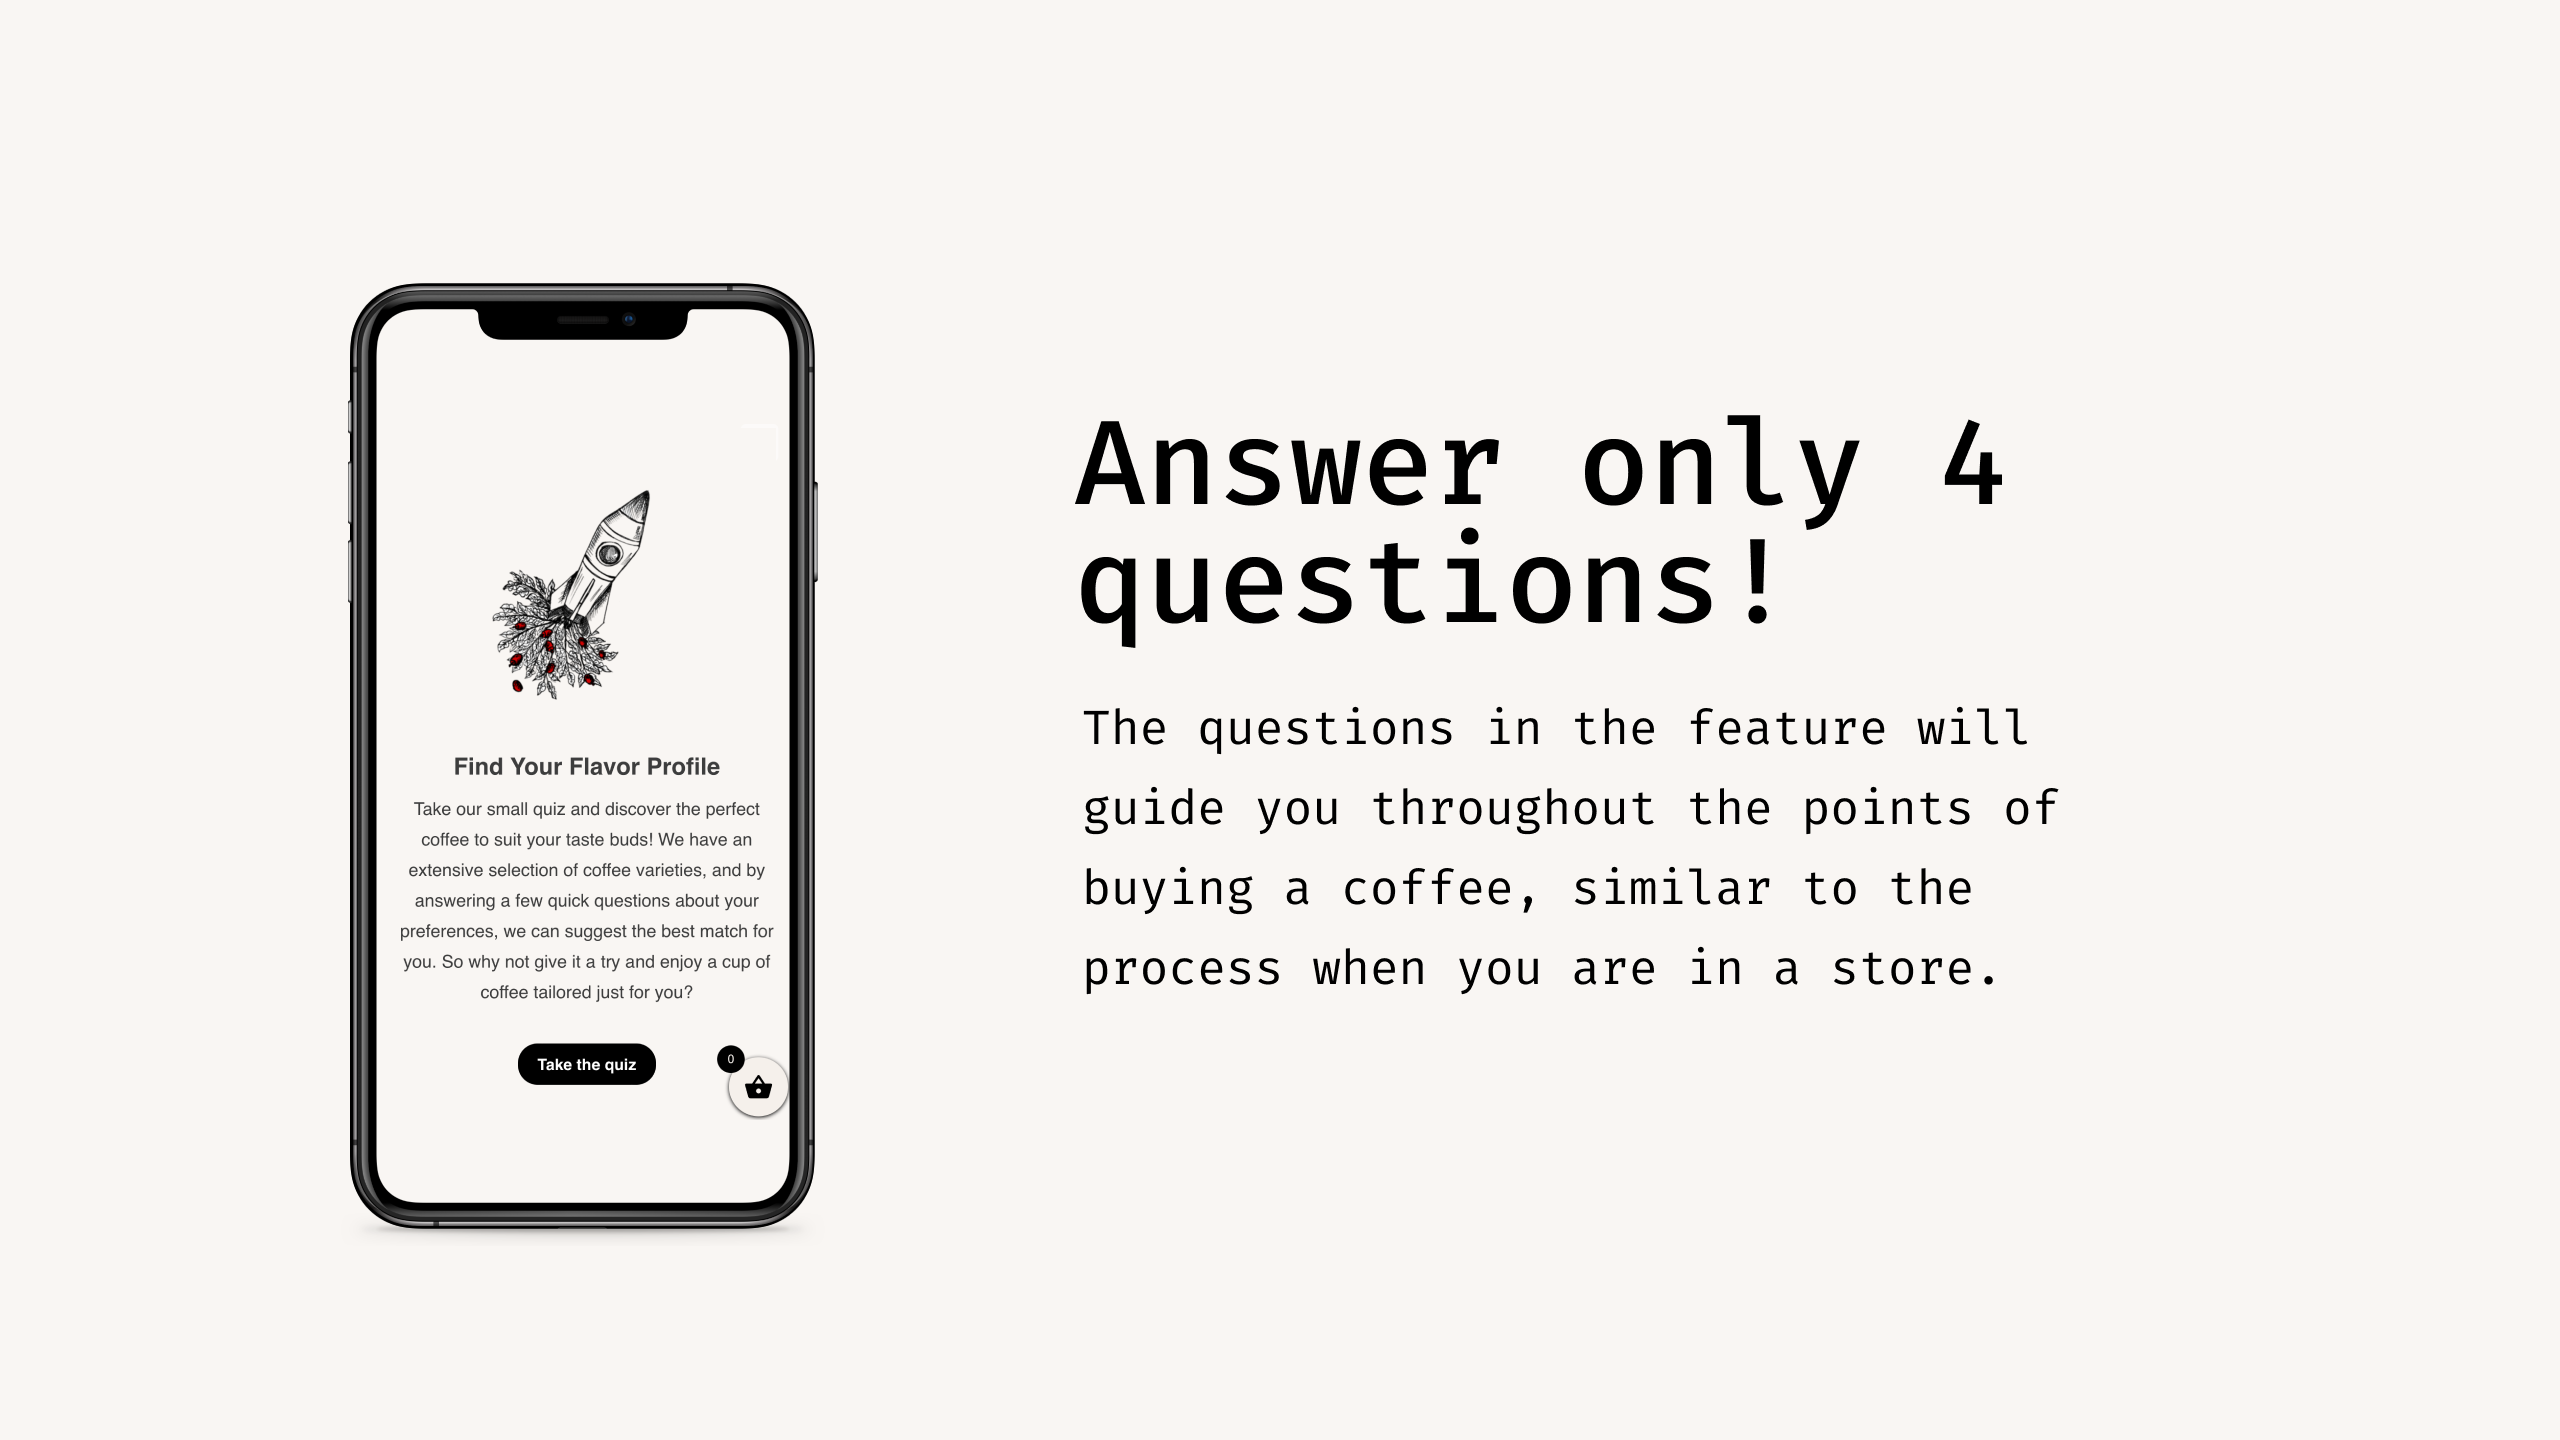 Find Your Flavor Profile
Take our small quiz and discover the perfect
coffee to suit your taste buds! We have an
extensive selection of coffee varieties, and by
answering a few quick questions about your
preferences, we can suggest the best match for
you. So why not give it a try and enjoy a cup of
coffee tailored just for you?
Take the quiz
0
Answer only 4
questions!
The questions in the feature will
guide you throughout the points of
buying a coffee, similar to the
process when you are in a store.